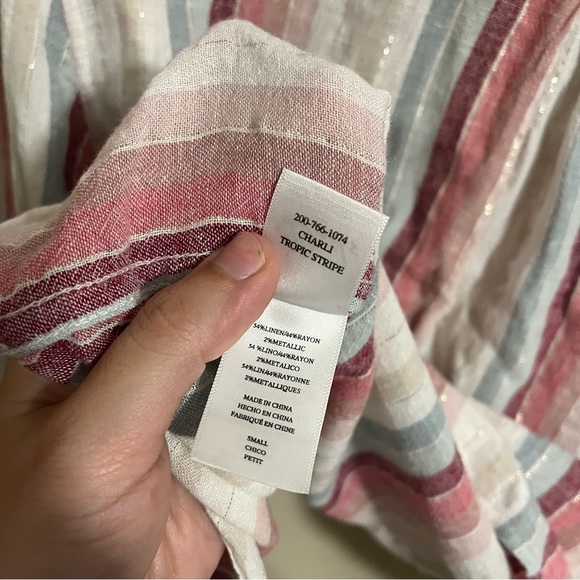 200-766-1074
CHARLI
TROPIC STRIPE
54%LINEN/44%RAYON
2%METALLIC
54 %LINO/44%RAYON
2%METALICO
54%LIN/44%RAYONNE
2%METALLIQUES
MADE IN CHINA
HECHO EN CHINA
FABRIQUÉ EN CHINE
SMALL
CHICO
PETIT